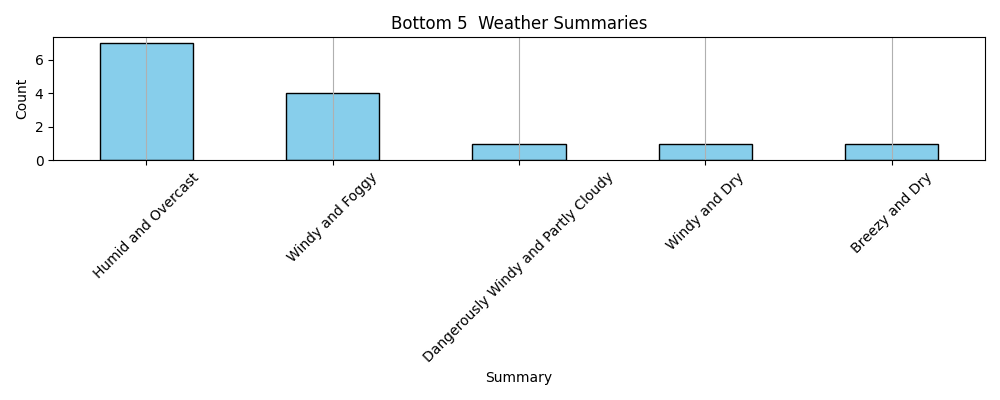 Bottom 5  Weather Summaries
Count
6
4
2
0
Humid and Overcast
Windy and Foggy
Dangerously Windy and Partly Cloudy
Windy and Dry
Breezy and Dry
Summary